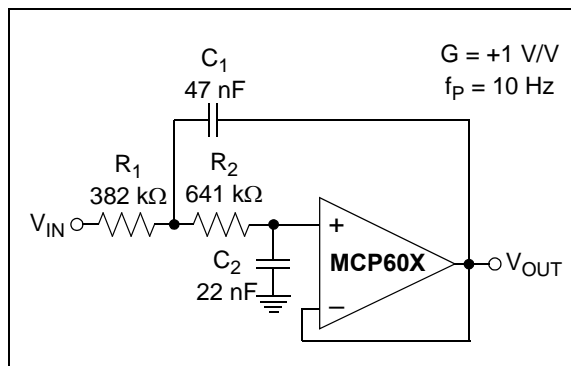 G = +1 V/V
f_P = 10 Hz
C₁
47 nF
R₁
382 kΩ
R₂
641 kΩ
V_IN
+
MCP60X
−
V_OUT
C₂
22 nF